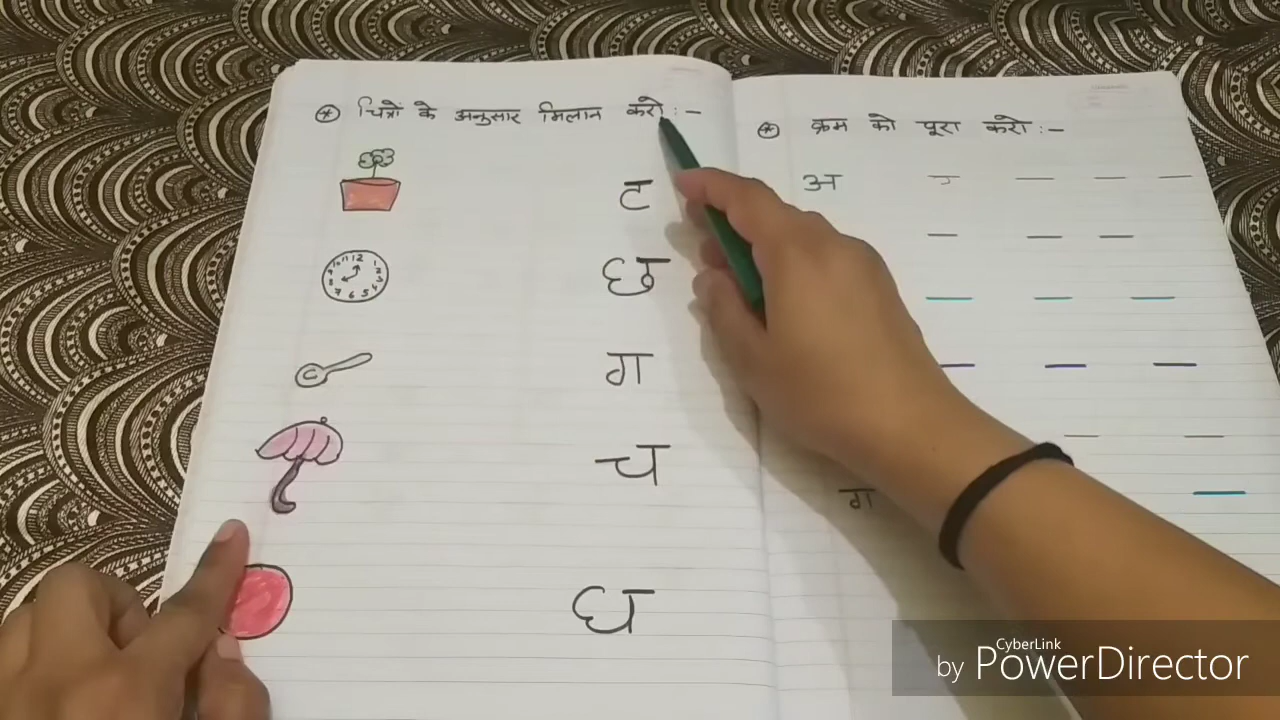 चित्रों के अनुसार मिलान करो :-
ट
छ
ग
च
घ
क्रम को पूरा करो :-
अ
ग
CyberLink
by PowerDirector